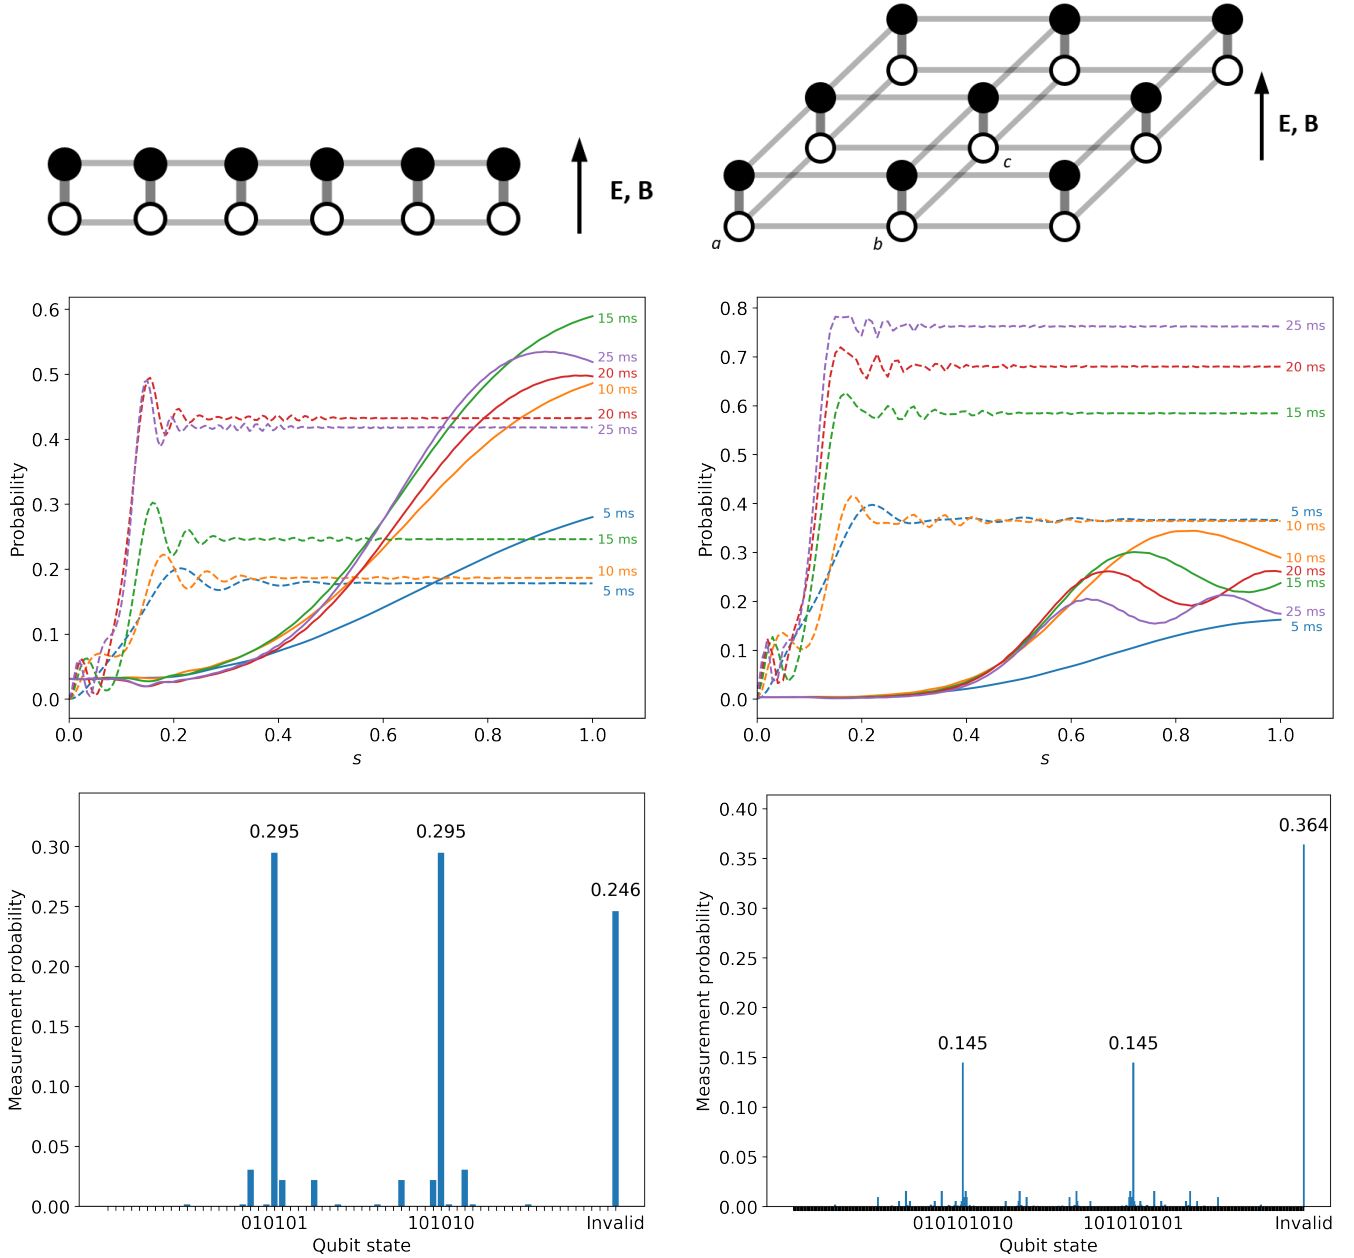 E, B
E, B
a
b
c
0.6
0.5
0.4
0.3
0.2
0.1
0.0
Probability
15 ms
25 ms
20 ms
10 ms
20 ms
25 ms
5 ms
15 ms
10 ms
5 ms
0.0 0.2 0.4 0.6 0.8 1.0
s
0.8
0.7
0.6
0.5
0.4
0.3
0.2
0.1
0.0
Probability
25 ms
20 ms
15 ms
5 ms
10 ms
10 ms
20 ms
15 ms
25 ms
5 ms
0.0 0.2 0.4 0.6 0.8 1.0
s
0.30
0.25
0.20
0.15
0.10
0.05
0.00
Measurement probability
0.295
0.295
0.246
010101 101010 Invalid
Qubit state
0.40
0.35
0.30
0.25
0.20
0.15
0.10
0.05
0.00
Measurement probability
0.364
0.145
0.145
010101010 101010101 Invalid
Qubit state